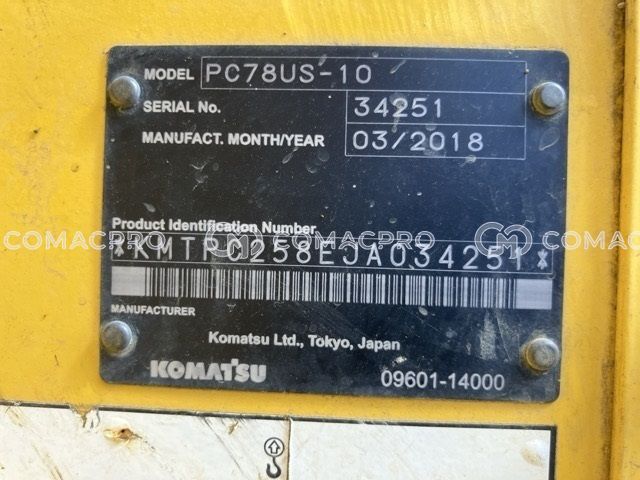 MODEL PC78US-10
SERIAL No. 34251
MANUFACT. MONTH/YEAR 03/2018
Product Identification Number
*KMTPC258EJA034251*
MANUFACTURER
Komatsu Ltd., Tokyo, Japan
KOMATSU 09601-14000
COMACPRO COMACPRO COMACPRO